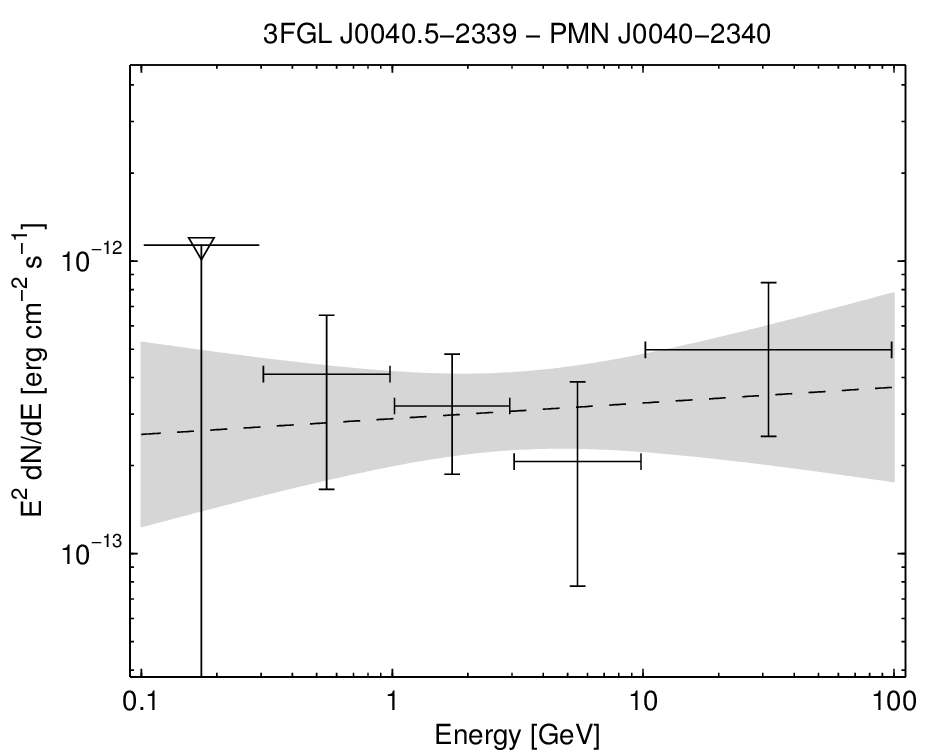 3FGL J0040.5−2339 − PMN J0040−2340
E² dN/dE [erg cm⁻² s⁻¹]
10⁻¹²
10⁻¹³
0.1 1 10 100
Energy [GeV]